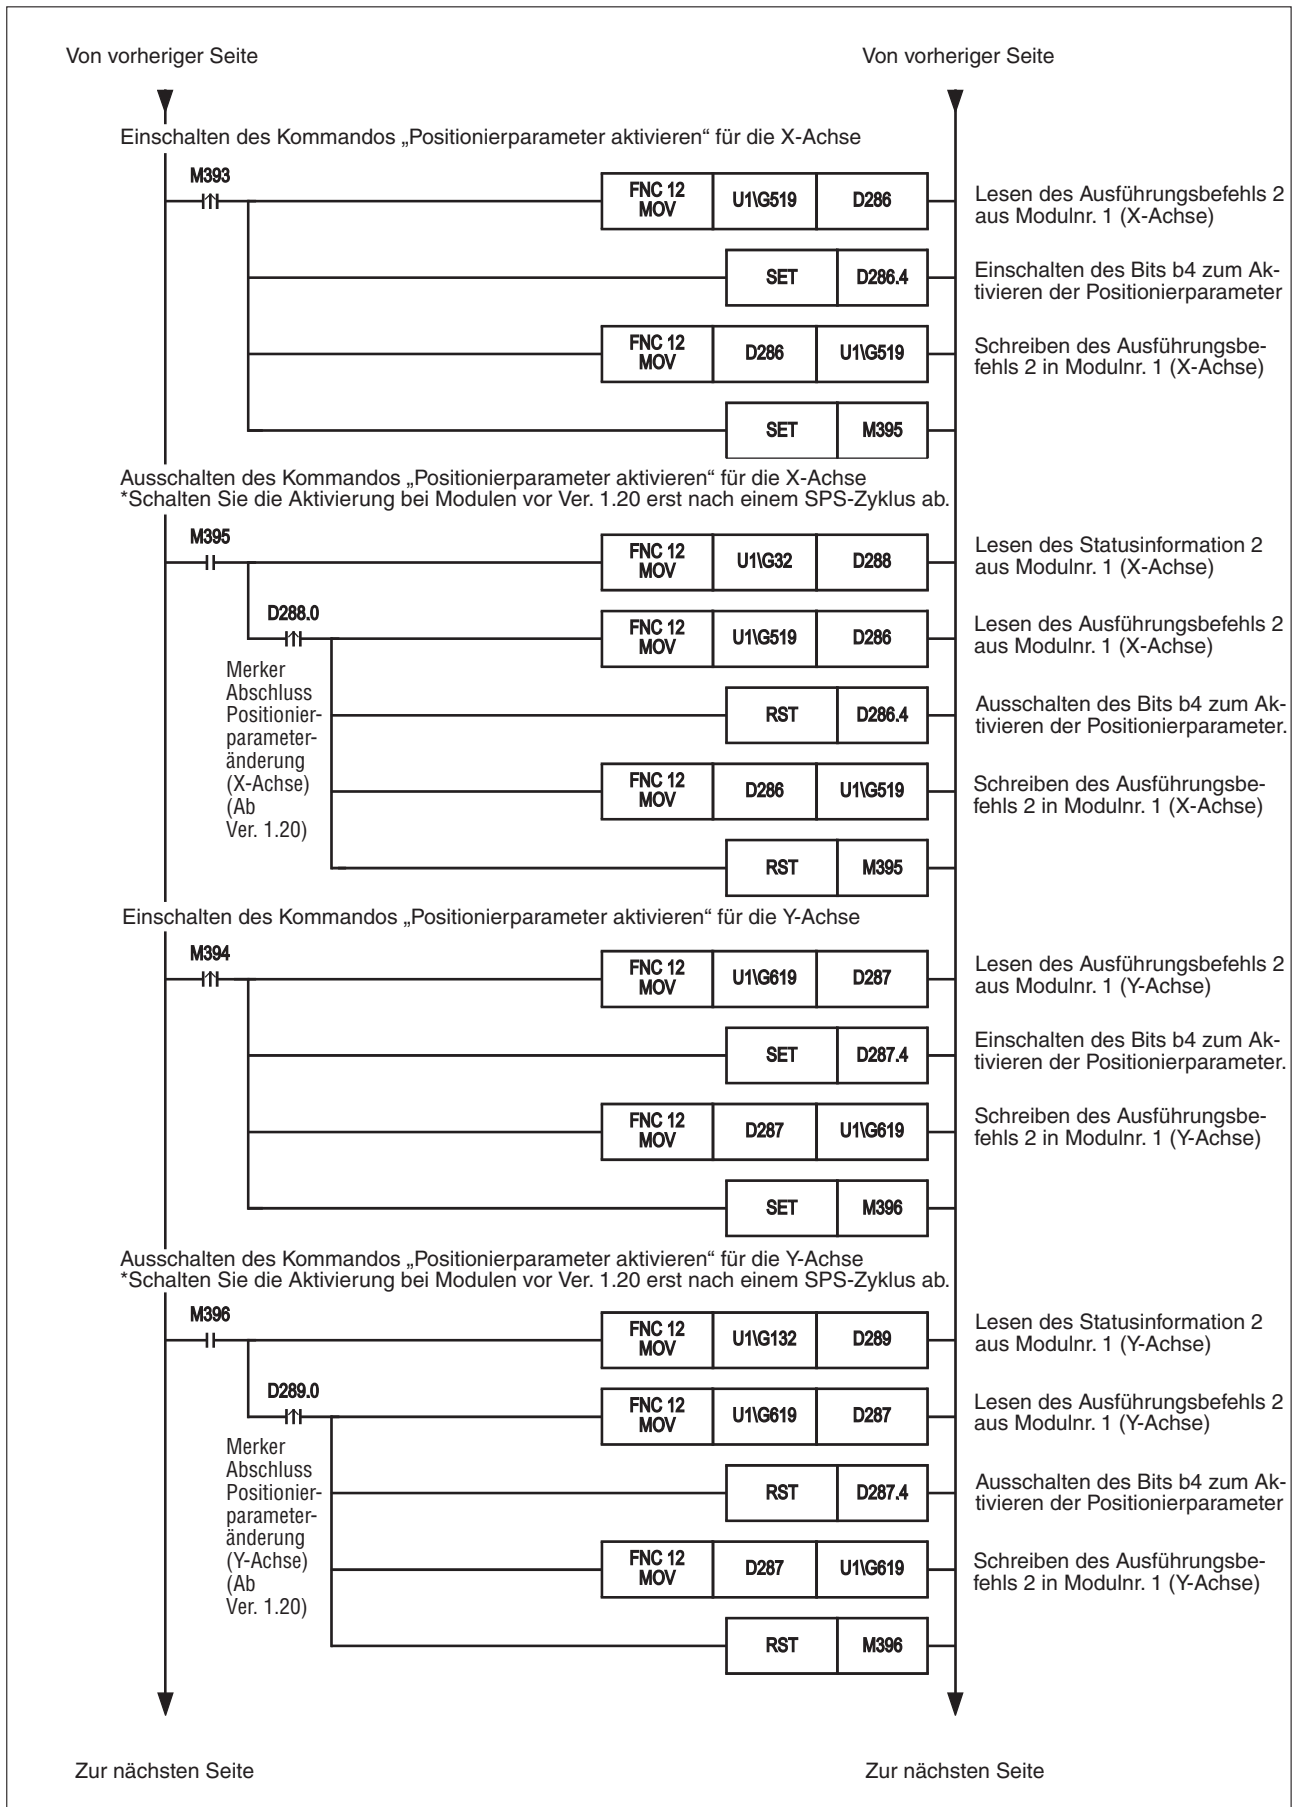 Von vorheriger Seite
Von vorheriger Seite
Einschalten des Kommandos „Positionierparameter aktivieren“ für die X-Achse
M393
FNC 12
MOV
U1\G519
D286
Lesen des Ausführungsbefehls 2
aus Modulnr. 1 (X-Achse)
SET
D286.4
Einschalten des Bits b4 zum Ak-
tivieren der Positionierparameter
FNC 12
MOV
D286
U1\G519
Schreiben des Ausführungsbe-
fehls 2 in Modulnr. 1 (X-Achse)
SET
M395
Ausschalten des Kommandos „Positionierparameter aktivieren“ für die X-Achse
*Schalten Sie die Aktivierung bei Modulen vor Ver. 1.20 erst nach einem SPS-Zyklus ab.
M395
FNC 12
MOV
U1\G32
D288
Lesen des Statusinformation 2
aus Modulnr. 1 (X-Achse)
D288.0
FNC 12
MOV
U1\G519
D286
Lesen des Ausführungsbefehls 2
aus Modulnr. 1 (X-Achse)
Merker
Abschluss
Positionier-
parameter-
änderung
(X-Achse)
(Ab
Ver. 1.20)
RST
D286.4
Ausschalten des Bits b4 zum Ak-
tivieren der Positionierparameter.
FNC 12
MOV
D286
U1\G519
Schreiben des Ausführungsbe-
fehls 2 in Modulnr. 1 (X-Achse)
RST
M395
Einschalten des Kommandos „Positionierparameter aktivieren“ für die Y-Achse
M394
FNC 12
MOV
U1\G619
D287
Lesen des Ausführungsbefehls 2
aus Modulnr. 1 (Y-Achse)
SET
D287.4
Einschalten des Bits b4 zum Ak-
tivieren der Positionierparameter.
FNC 12
MOV
D287
U1\G619
Schreiben des Ausführungsbe-
fehls 2 in Modulnr. 1 (Y-Achse)
SET
M396
Ausschalten des Kommandos „Positionierparameter aktivieren“ für die Y-Achse
*Schalten Sie die Aktivierung bei Modulen vor Ver. 1.20 erst nach einem SPS-Zyklus ab.
M396
FNC 12
MOV
U1\G132
D289
Lesen des Statusinformation 2
aus Modulnr. 1 (Y-Achse)
D289.0
FNC 12
MOV
U1\G619
D287
Lesen des Ausführungsbefehls 2
aus Modulnr. 1 (Y-Achse)
Merker
Abschluss
Positionier-
parameter-
änderung
(Y-Achse)
(Ab
Ver. 1.20)
RST
D287.4
Ausschalten des Bits b4 zum Ak-
tivieren der Positionierparameter
FNC 12
MOV
D287
U1\G619
Schreiben des Ausführungsbe-
fehls 2 in Modulnr. 1 (Y-Achse)
RST
M396
Zur nächsten Seite
Zur nächsten Seite